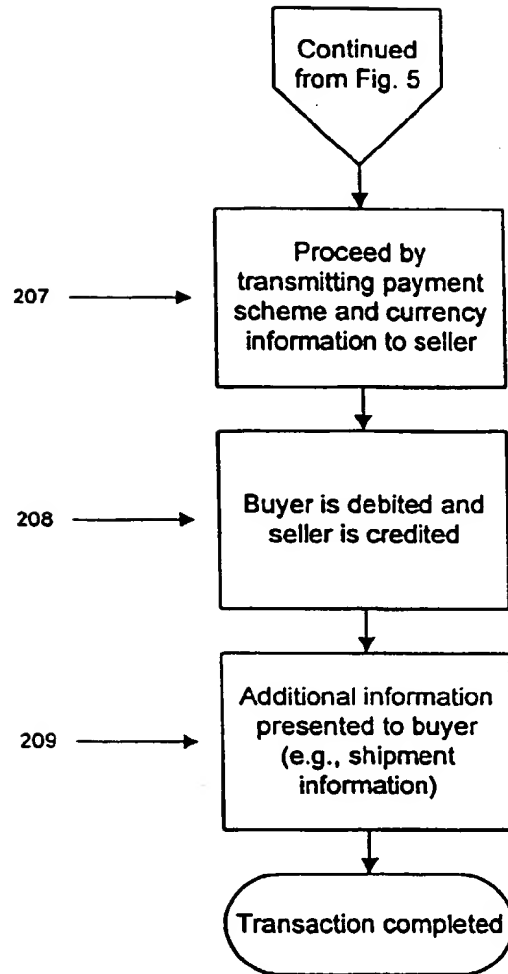 Continued
from Fig. 5
207
Proceed by
transmitting payment
scheme and currency
information to seller
208
Buyer is debited and
seller is credited
209
Additional information
presented to buyer
(e.g., shipment
information)
Transaction completed